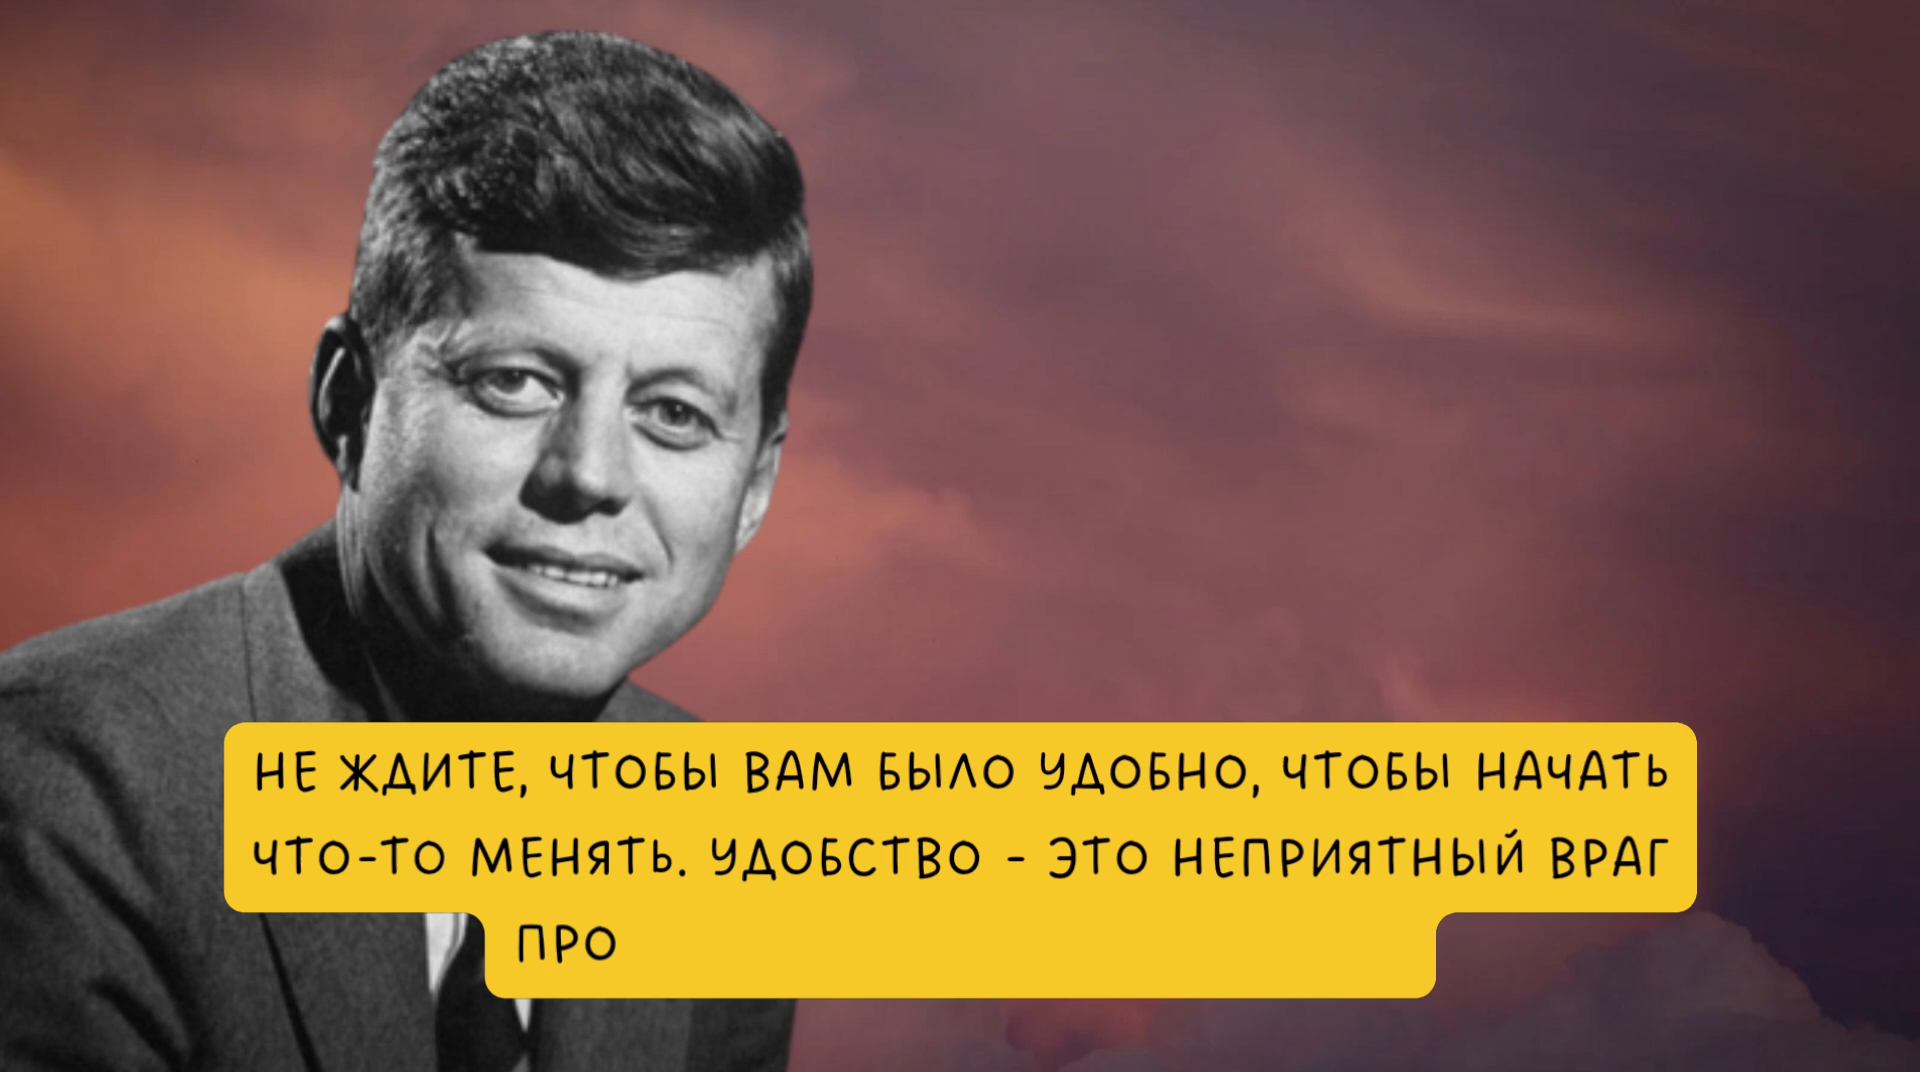 НЕ ЖДИТЕ, ЧТОБЫ ВАМ БЫЛО УДОБНО, ЧТОБЫ НАЧАТЬ
ЧТО-ТО МЕНЯТЬ. УДОБСТВО - ЭТО НЕПРИЯТНЫЙ ВРАГ
ПРО